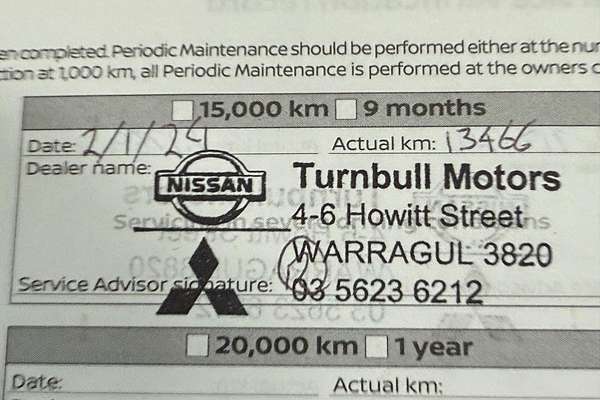 en completed. Periodic Maintenance should be performed either at the nu
ction at 1,000 km, all Periodic Maintenance is performed at the owners
15,000 km 9 months
Date: 2/1/24 Actual km: 13466
Dealer name: NISSAN Turnbull Motors
4-6 Howitt Street
WARRAGUL 3820
Service Advisor signature: 03 5623 6212
20,000 km 1 year
Date: Actual km: